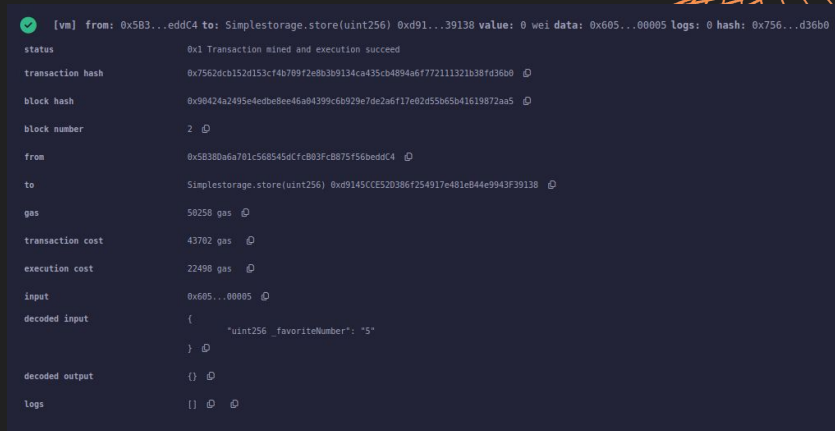 [vm] from: 0x5B3...eddC4 to: Simplestorage.store(uint256) 0xd91...39138 value: 0 wei data: 0x605...00005 logs: 0 hash: 0x756...d36b0
status 0x1 Transaction mined and execution succeed
transaction hash 0x7562dcb152d153cf4b709f2e8b3b9134ca435cb4894a6f772111321b38fd36b0
block hash 0x90424a2495e4edbe8ee46a04399c6b929e7de2a6f17e02d55b65b41619872aa5
block number 2
from 0x5B38Da6a701c568545dCfcB03FcB875f56beddC4
to Simplestorage.store(uint256) 0xd9145CCE52D386f254917e481eB44e9943F39138
gas 50258 gas
transaction cost 43702 gas
execution cost 22498 gas
input 0x605...00005
decoded input {
"uint256 _favoriteNumber": "5"
}
decoded output {}
logs []